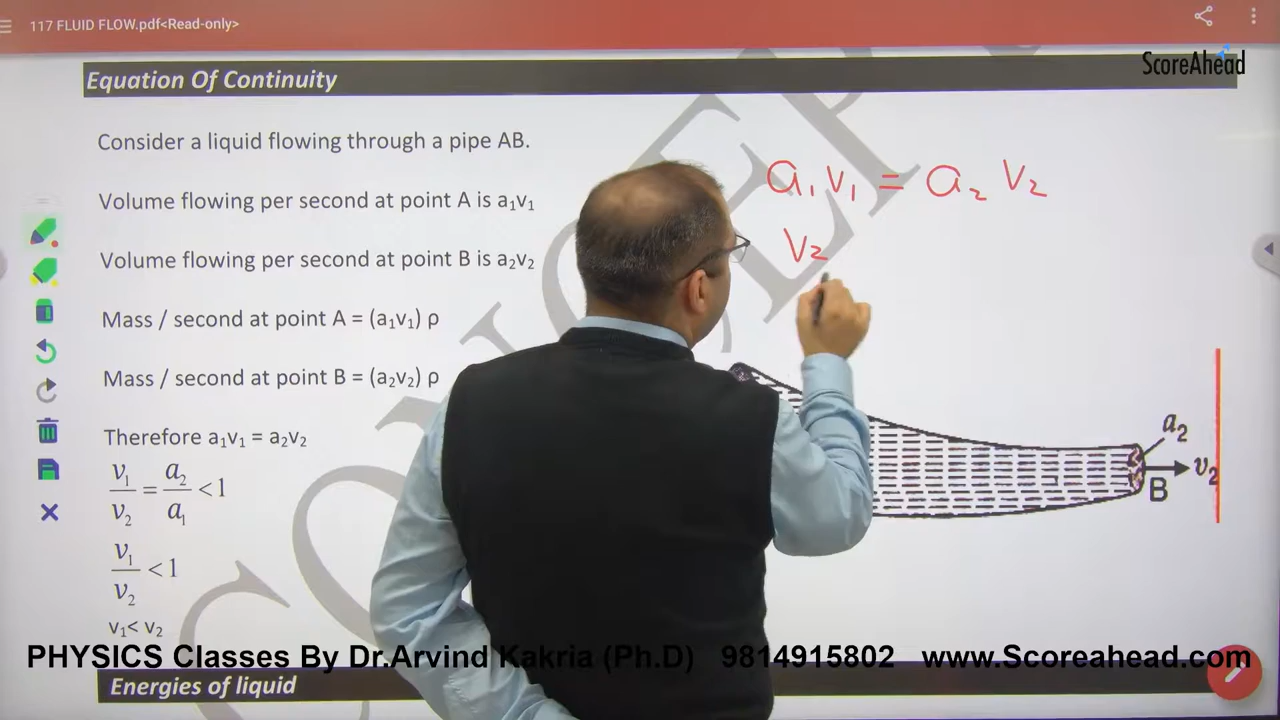 117 FLUID FLOW.pdf<Read-only>
ScoreAhead
Equation Of Continuity
Consider a liquid flowing through a pipe AB.
Volume flowing per second at point A is a₁v₁
Volume flowing per second at point B is a₂v₂
Mass / second at point A = (a₁v₁) ρ
Mass / second at point B = (a₂v₂) ρ
Therefore a₁v₁ = a₂v₂
v₁/v₂ = a₂/a₁ < 1
v₁/v₂ < 1
v₁< v₂
a₁v₁ = a₂ v₂
v₂
a₂
v₂
B
PHYSICS Classes By Dr.Arvind Kakria (Ph.D) 9814915802 www.Scoreahead.com
Energies of liquid